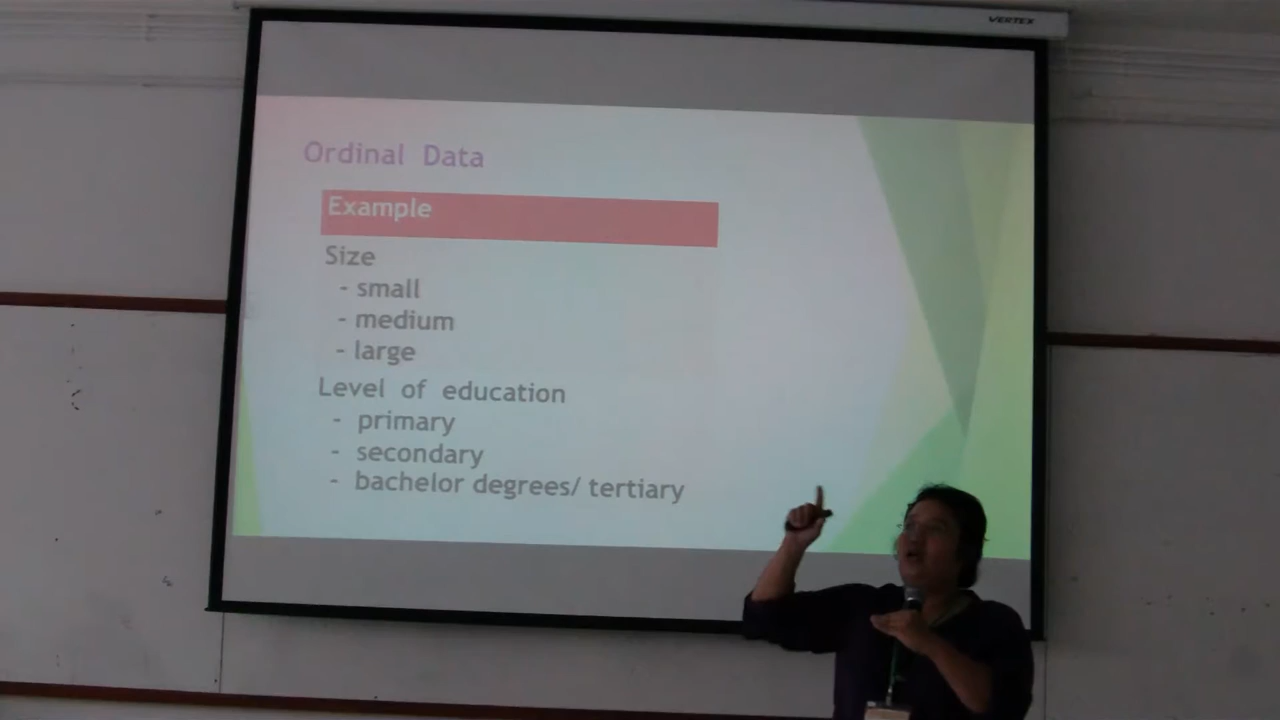 VERTEX
Ordinal Data
Example
Size
- small
- medium
- large
Level of education
- primary
- secondary
- bachelor degrees/ tertiary